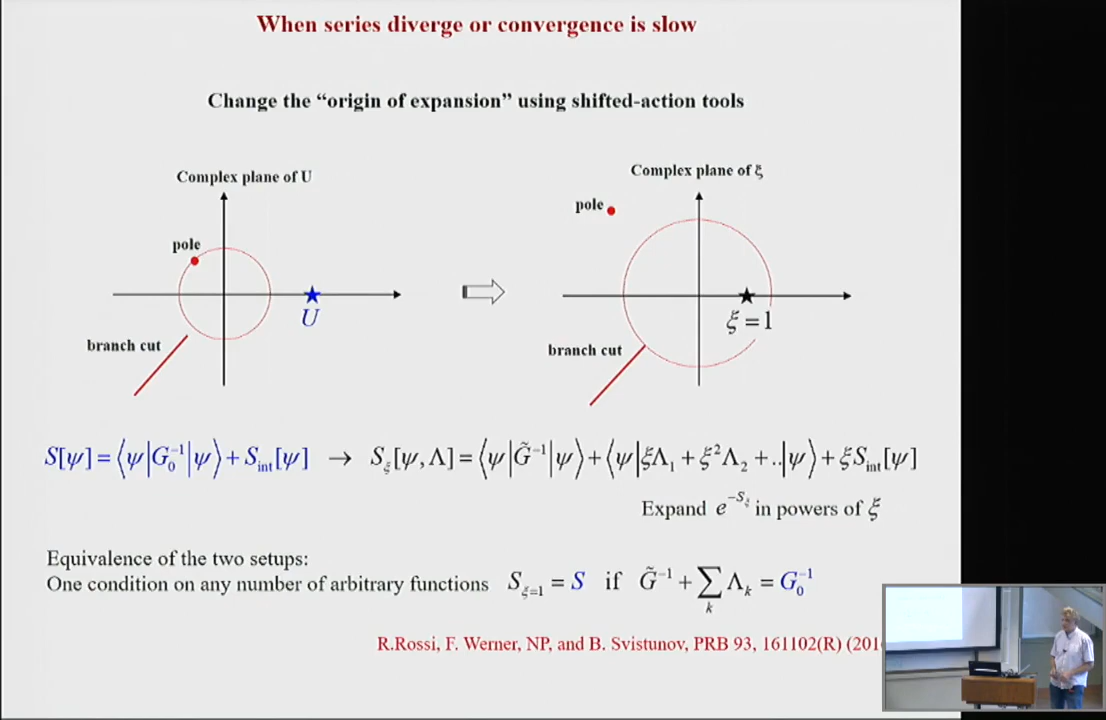 When series diverge or convergence is slow
Change the “origin of expansion” using shifted-action tools
Complex plane of U
pole
U
branch cut
Complex plane of ξ
pole
ξ = 1
branch cut
S[ψ] = ⟨ψ|G₀⁻¹|ψ⟩ + S_int[ψ] → S_ξ[ψ,Λ] = ⟨ψ|G̃⁻¹|ψ⟩ + ⟨ψ|ξΛ₁ + ξ²Λ₂ + ..|ψ⟩ + ξS_int[ψ]
Expand e^{-S_ξ} in powers of ξ
Equivalence of the two setups:
One condition on any number of arbitrary functions S_{ξ=1} = S if G̃⁻¹ + ∑_k Λ_k = G₀⁻¹
R.Rossi, F. Werner, NP, and B. Svistunov, PRB 93, 161102(R) (201